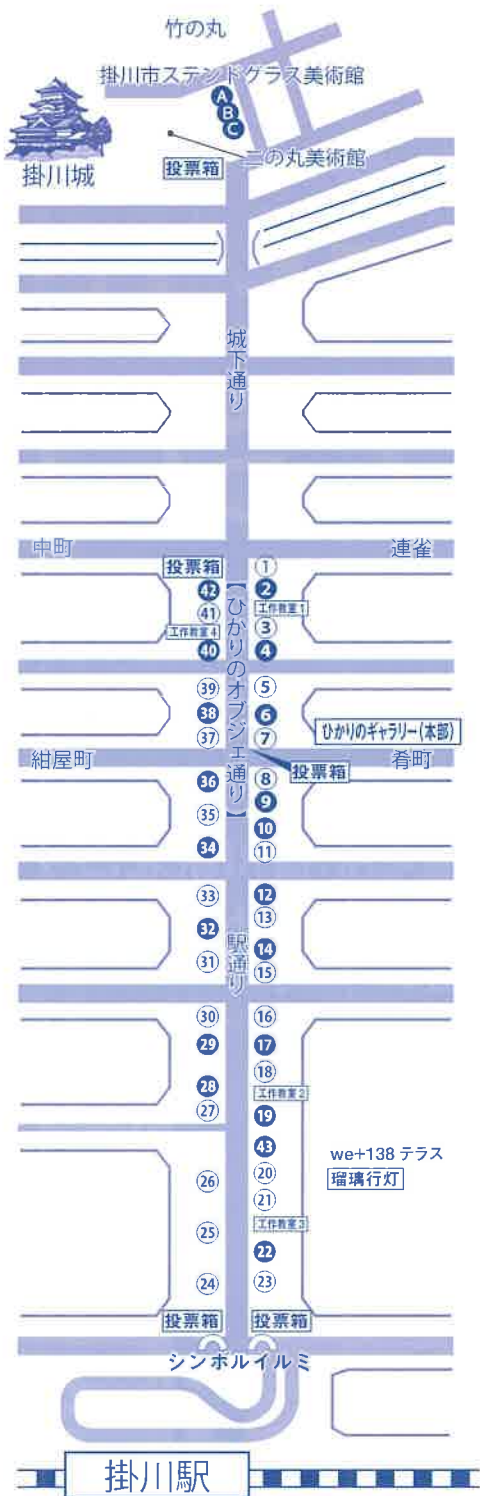 竹の丸
掛川市ステンドグラス美術館
A
B
C
掛川城
投票箱
二の丸美術館
城下通り
中町
連雀
投票箱
①
㊷
②
㊶
工作教室1
工作教室4
③
㊵
④
【ひかりのオブジェ通り】
㊴
⑤
㊳
⑥
㊲
⑦
ひかりのギャラリー(本部)
紺屋町
肴町
投票箱
㊱
⑧
⑨
㉟
⑩
㉞
⑪
㉝
⑫
⑬
㉜
駅通り
⑭
㉛
⑮
㉚
⑯
㉙
⑰
⑱
㉘
工作教室2
㉗
⑲
㊸
we+138 テラス
㉖
⑳
瑠璃行灯
㉑
工作教室3
㉕
㉒
㉔
㉓
投票箱
投票箱
シンボルイルミ
掛川駅